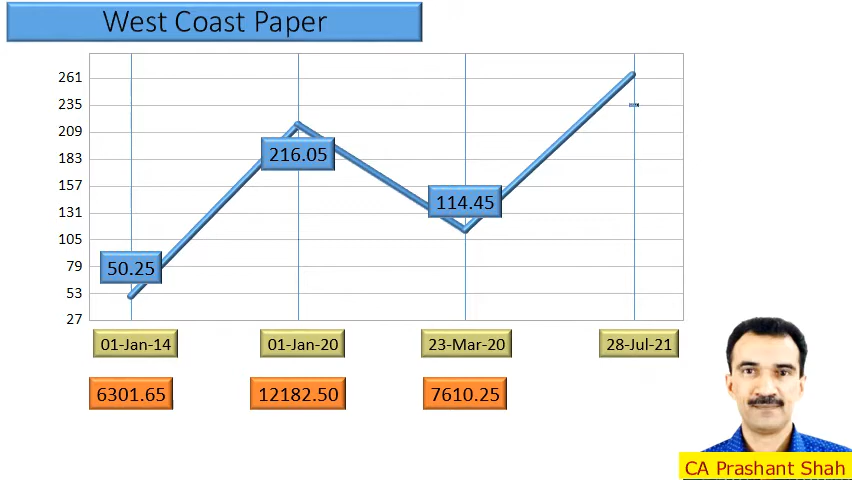 West Coast Paper
261
235
209
183
157
131
105
79
53
27
50.25
216.05
114.45
01-Jan-14
01-Jan-20
23-Mar-20
28-Jul-21
6301.65
12182.50
7610.25
CA Prashant Shah